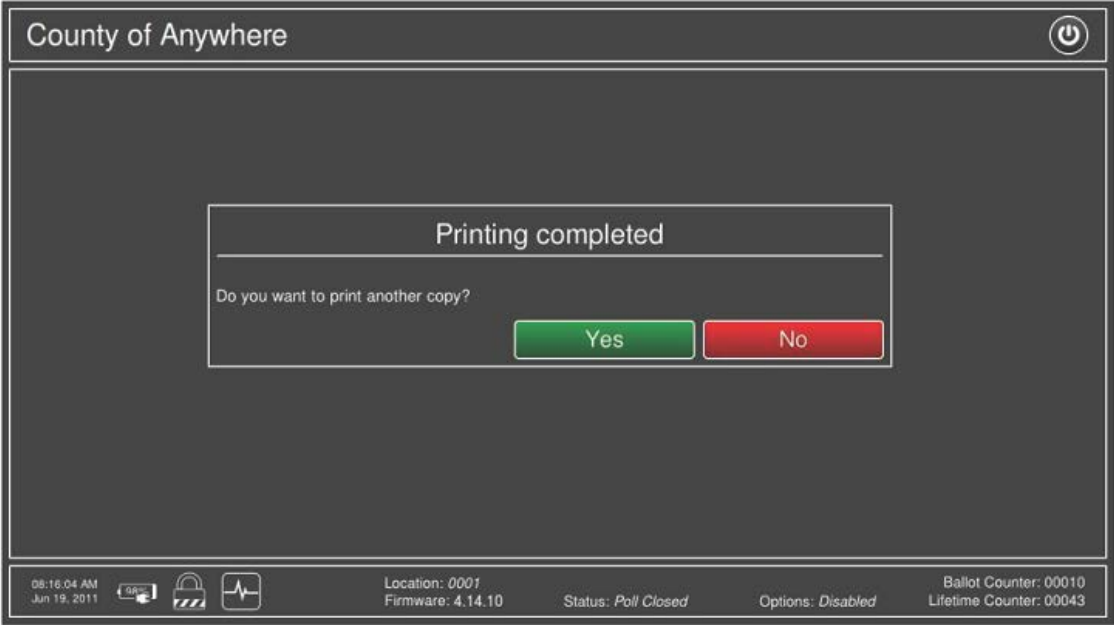 County of Anywhere
Printing completed
Do you want to print another copy?
Yes No
08:16:04 AM
Jun 19, 2011
98%
Location: 0001
Firmware: 4.14.10
Status: Poll Closed
Options: Disabled
Ballot Counter: 00010
Lifetime Counter: 00043